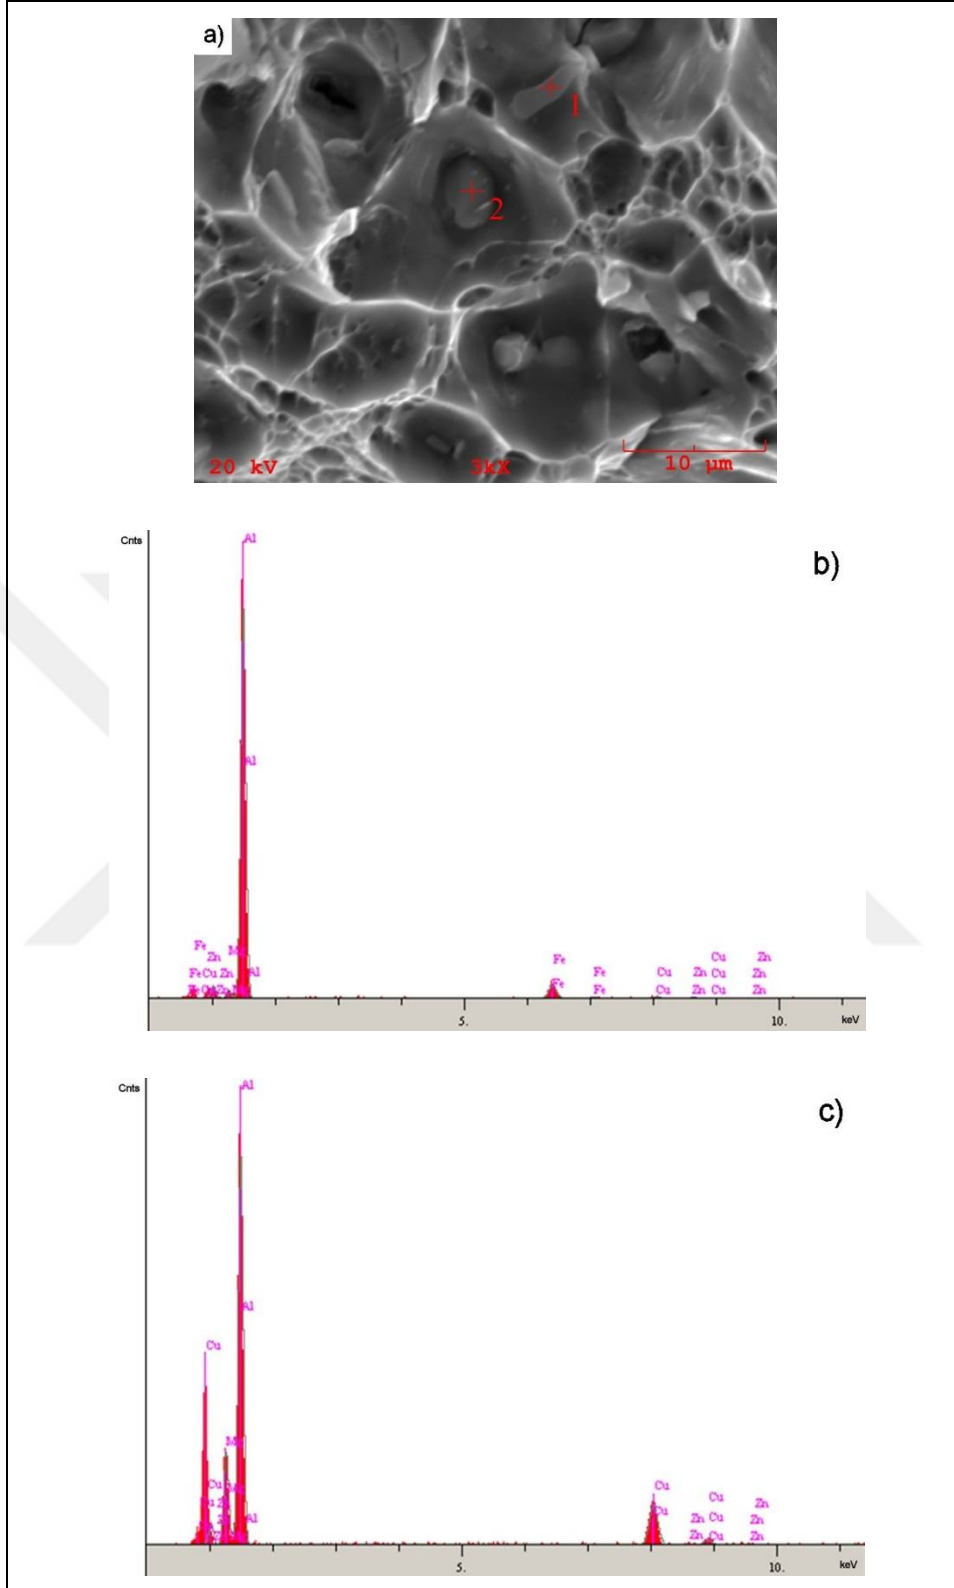 a)
1
2
20 kV 3kX 10 µm
b)
Cnts
Al
Al
Fe
Zn
Fe Cu Zn Al
Fe
Fe Fe Cu Zn Cu Zn
Fe Cu Zn Cu Zn
Cu Zn
5. 10. keV
c)
Cnts
Al
Al
Cu
Cu
Al
Cu Cu Zn
Cu Zn Cu Zn
Zn Cu Zn
5. 10. keV